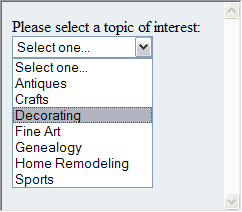 Please select a topic of interest:
Select one...
Select one...
Antiques
Crafts
Decorating
Fine Art
Genealogy
Home Remodeling
Sports